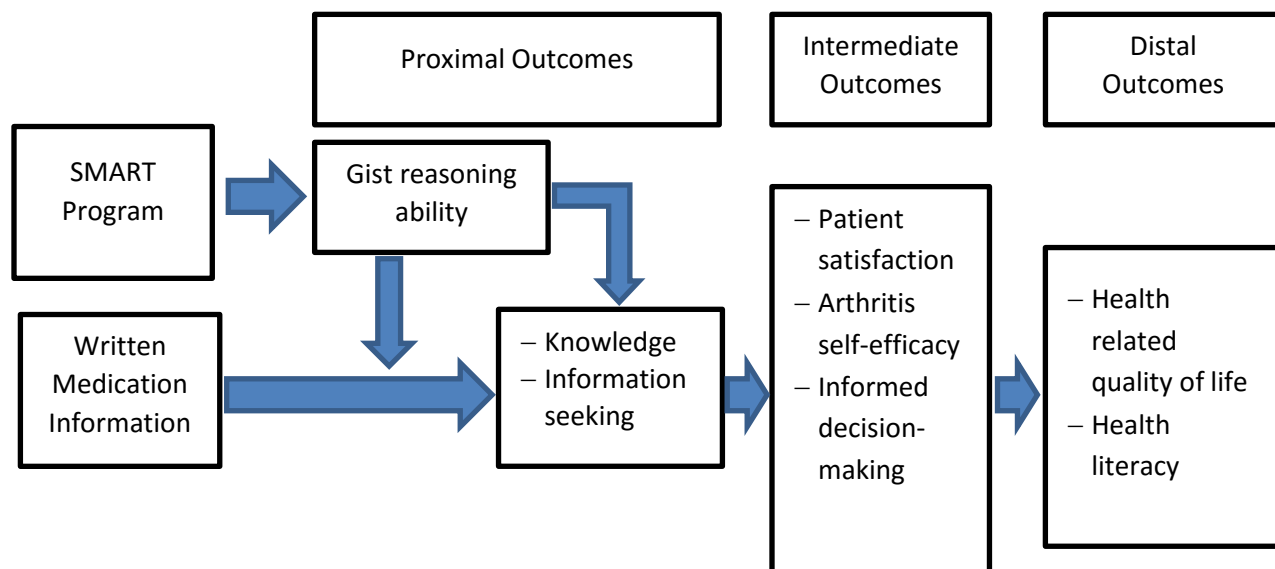 Proximal Outcomes
Intermediate
Outcomes
Distal
Outcomes
SMART
Program
Gist reasoning
ability
Written
Medication
Information
– Knowledge
– Information
seeking
– Patient
satisfaction
– Arthritis
self-efficacy
– Informed
decision-
making
– Health
related
quality of life
– Health
literacy